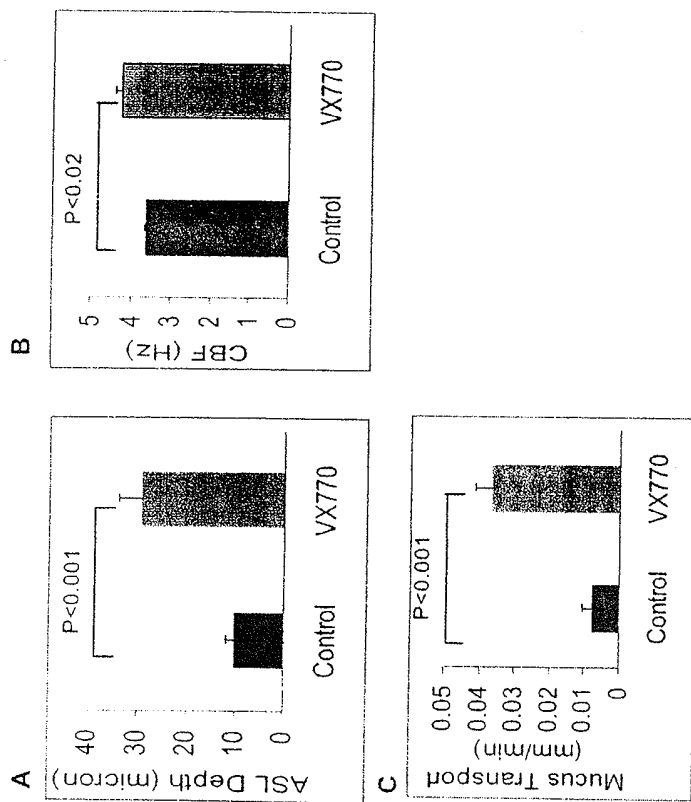 A
ASL Depth (micron)
40
30
20
10
0
P<0.001
Control
VX770
B
CBF (Hz)
5
4
3
2
1
0
P<0.02
Control
VX770
C
Mucus Transport
(mm/min)
0.05
0.04
0.03
0.02
0.01
0
P<0.001
Control
VX770